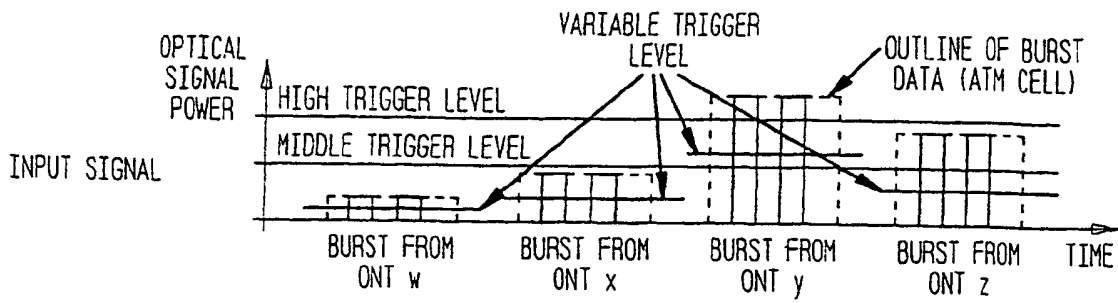 VARIABLE TRIGGER
LEVEL
OPTICAL
SIGNAL
POWER
OUTLINE OF BURST
DATA (ATM CELL)
HIGH TRIGGER LEVEL
MIDDLE TRIGGER LEVEL
INPUT SIGNAL
BURST FROM
ONT w
BURST FROM
ONT x
BURST FROM
ONT y
BURST FROM
ONT z
TIME